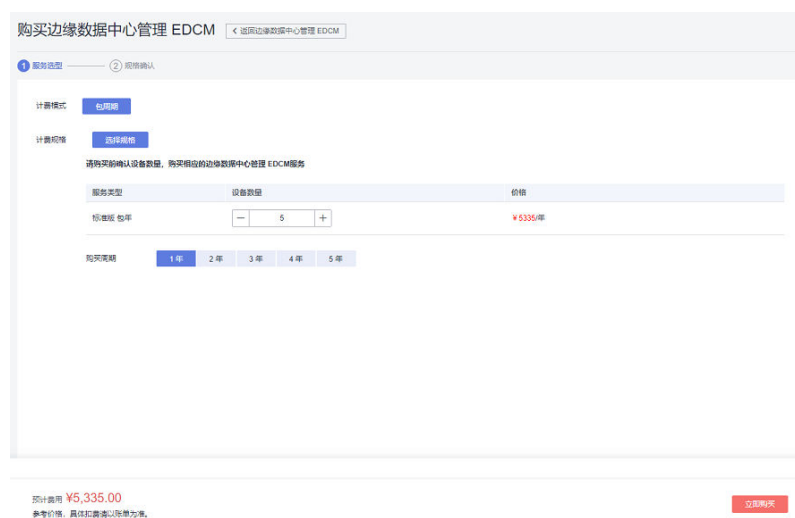 购买边缘数据中心管理 EDCM < 返回边缘数据中心管理 EDCM
1 服务选型 2 规格确认
计费模式 包周期
计费规格 选择规格
请购买前确认设备数量，购买相应的边缘数据中心管理 EDCM服务
服务类型 设备数量 价格
标准版 包年 － 5 ＋ ¥ 5335/年
购买周期 1 年 2 年 3 年 4 年 5 年
预计费用 ¥5,335.00
参考价格，具体扣费请以账单为准。
立即购买